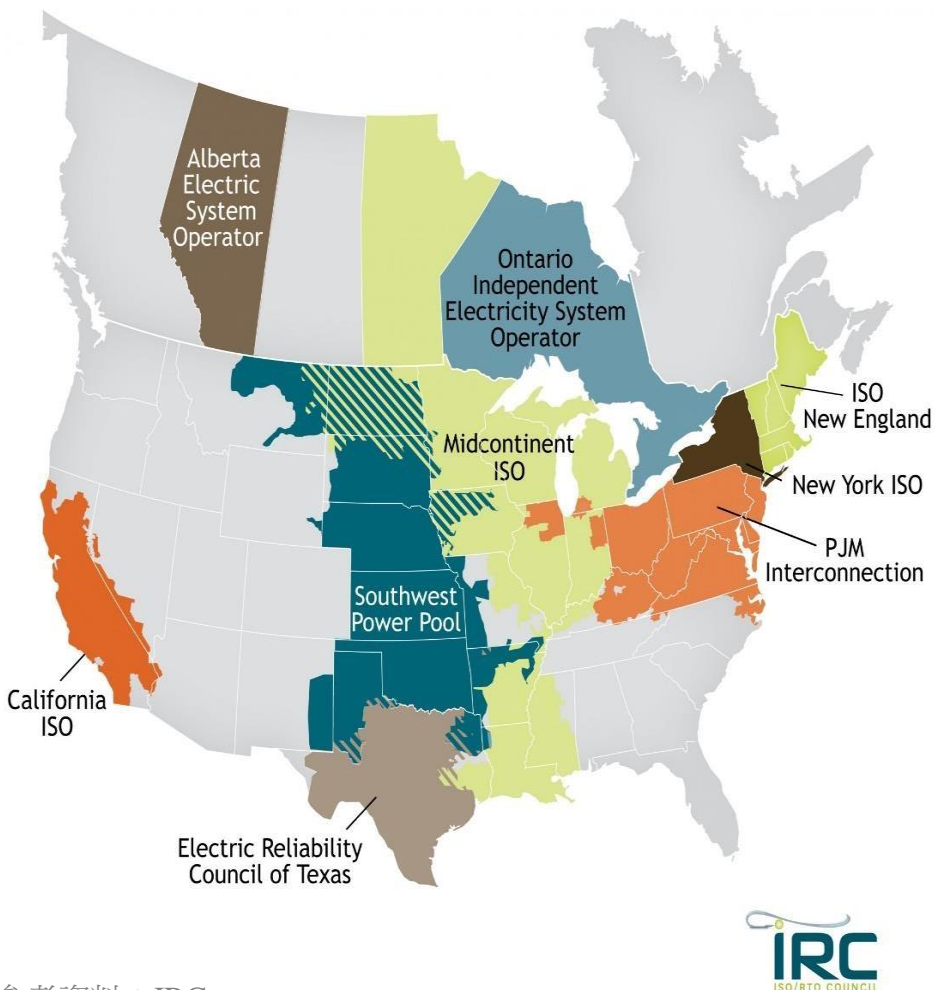 Alberta
Electric
System
Operator
Ontario
Independent
Electricity System
Operator
ISO
New England
Midcontinent
ISO
New York ISO
PJM
Interconnection
Southwest
Power Pool
California
ISO
Electric Reliability
Council of Texas
IRC
ISO/RTO COUNCIL